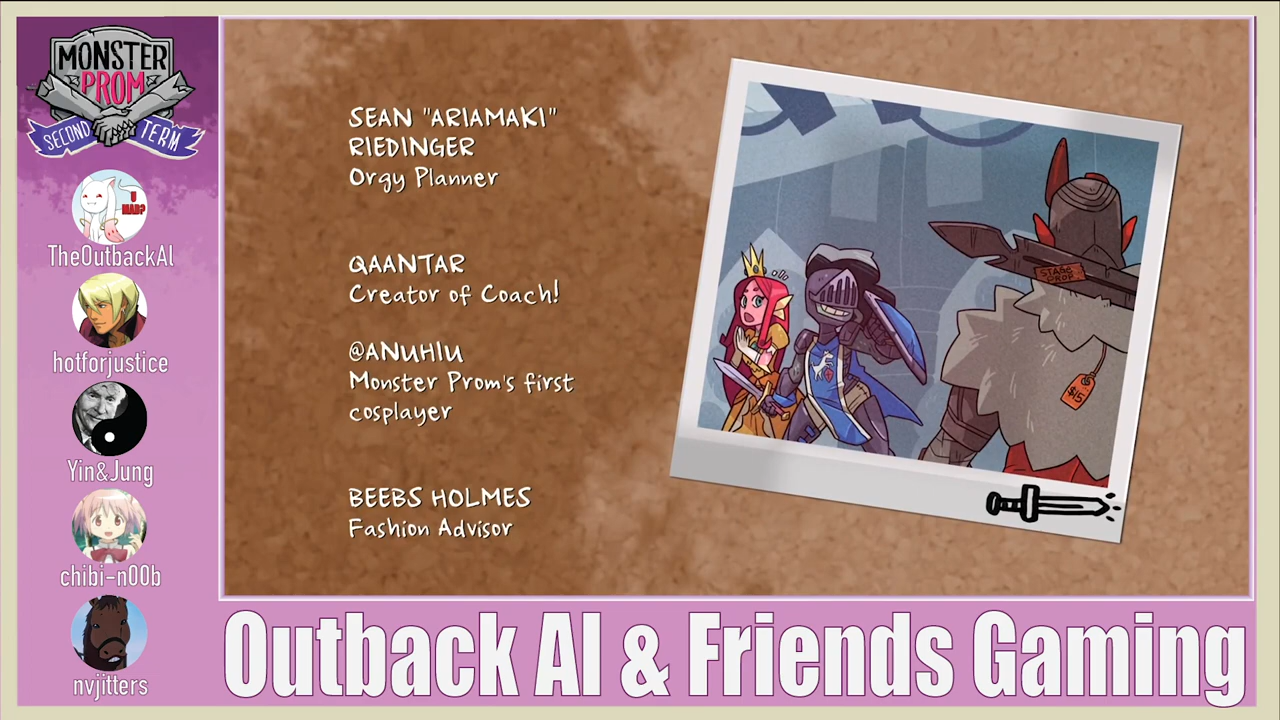 MONSTER
PROM
SECOND TERM
U
MAD?
TheOutbackAl
hotforjustice
Yin&Jung
chibi-n00b
nvjitters
SEAN "ARIAMAKI"
RIEDINGER
Orgy Planner
QAANTAR
Creator of Coach!
@ANUHIU
Monster Prom's first
cosplayer
BEEBS HOLMES
Fashion Advisor
STAGE
PROP
$15
Outback Al & Friends Gaming